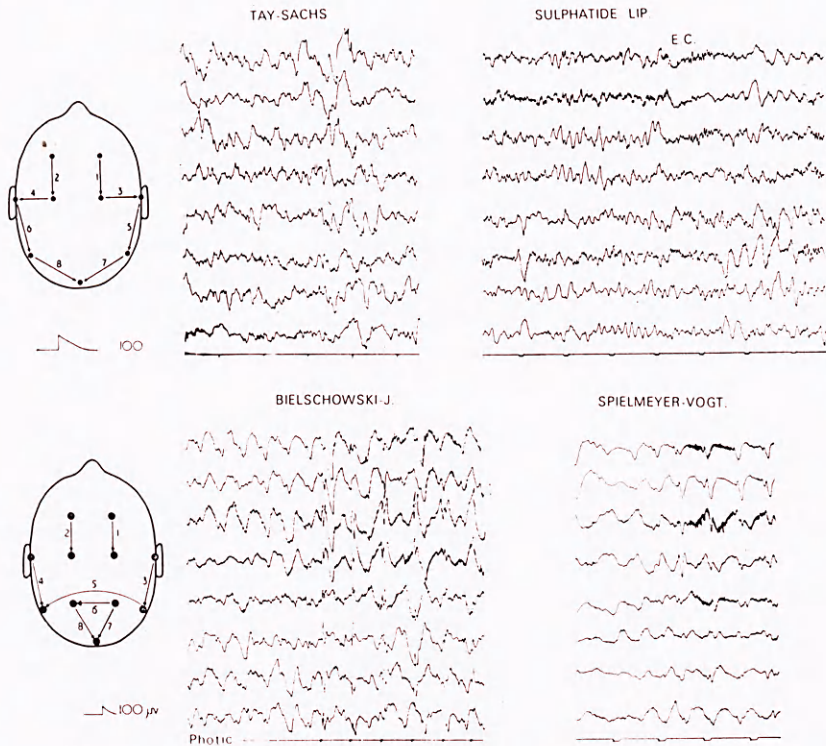 TAY-SACHS
SULPHATIDE LIP.
E.C.
2
1
4
3
6
5
8
7
100
BIELSCHOWSKI-J.
SPIELMEYER-VOGT.
2
1
4
3
5
6
8
7
100 µV
Photic